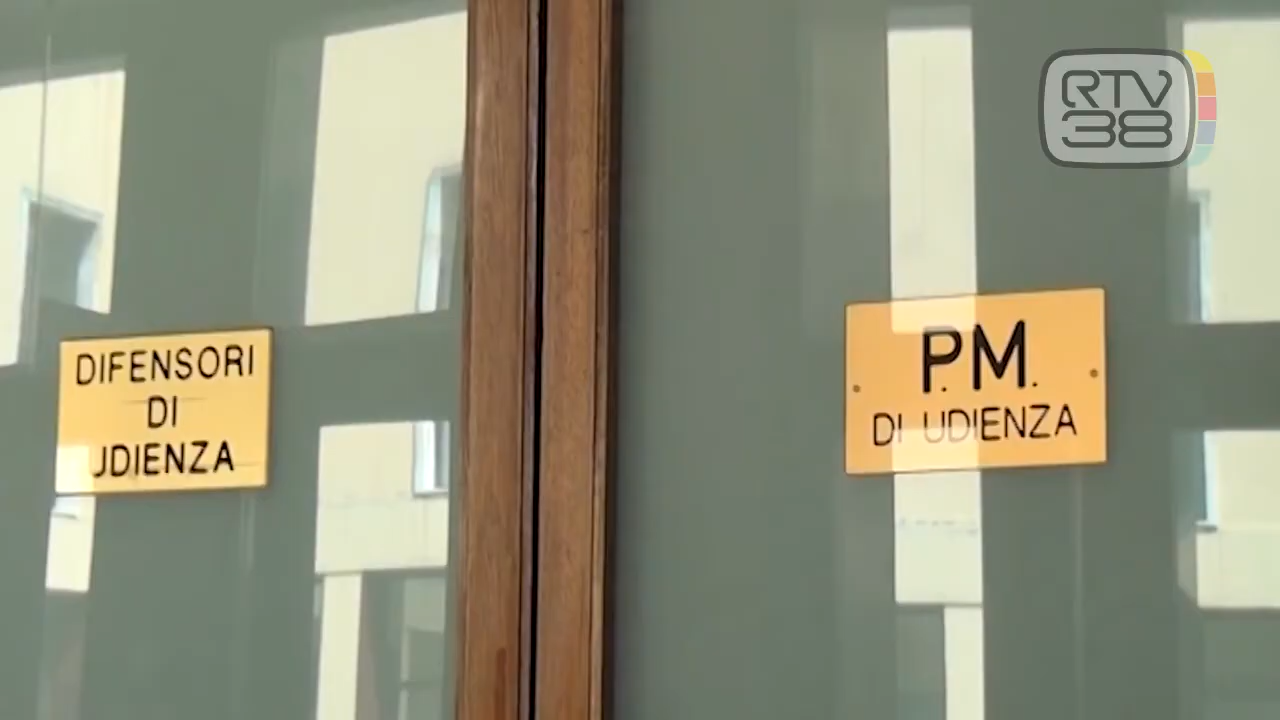 RTV
38
DIFENSORI
DI
UDIENZA
P.M.
DI UDIENZA